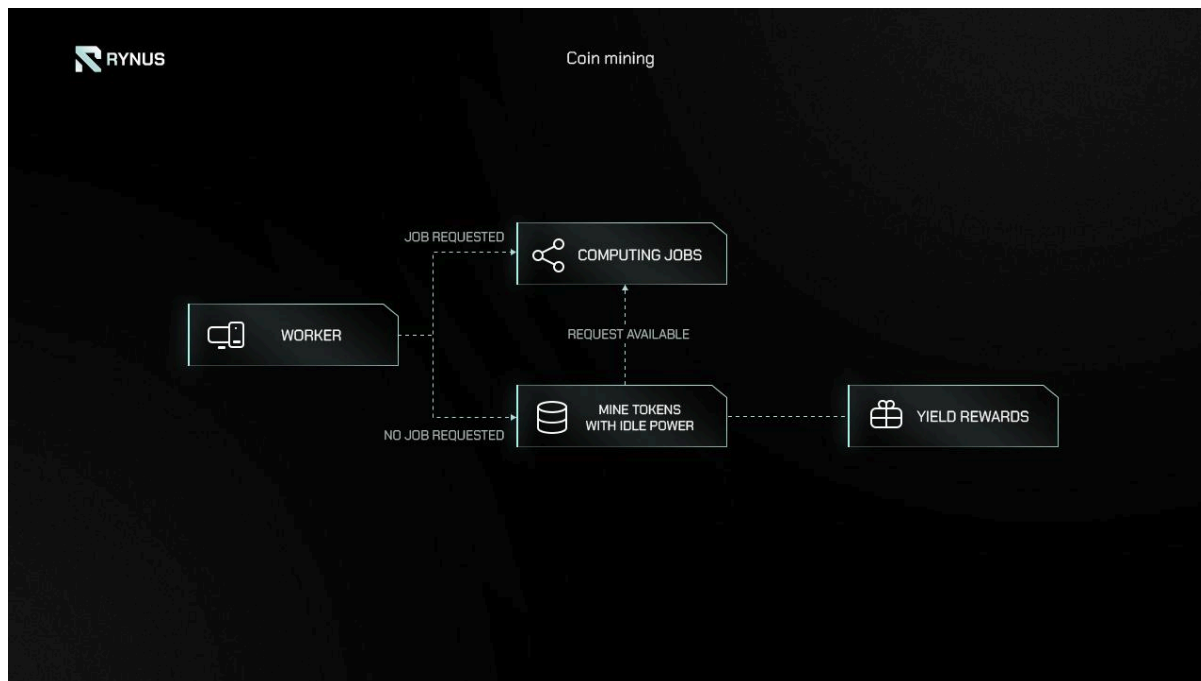 RYNUS
Coin mining
JOB REQUESTED
COMPUTING JOBS
WORKER
REQUEST AVAILABLE
NO JOB REQUESTED
MINE TOKENS
WITH IDLE POWER
YIELD REWARDS